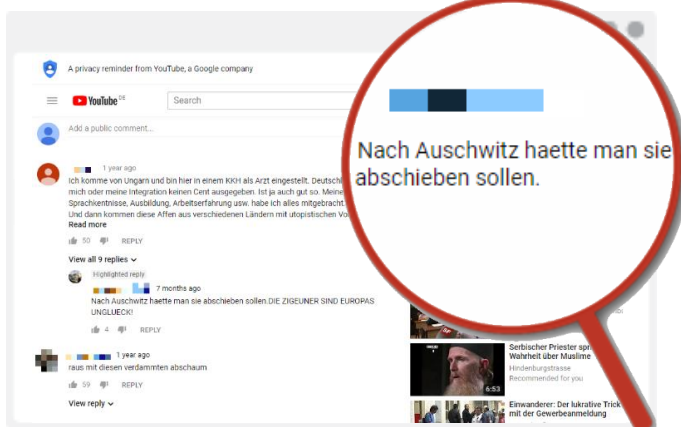 A privacy reminder from YouTube, a Google company
YouTube DE
Search
Add a public comment...
1 year ago
Ich komme von Ungarn und bin hier in einem KKH als Arzt eingestellt.
mich oder meine Integration keinen Cent ausgegeben. Ist ja auch gut so.
Sprachkentnisse, Ausbildung, Arbeitserfahrung usw. habe ich alles mitgebracht.
Und dann kommen diese Affen aus verschiedenen Ländern mit utopistischen
Read more
50 REPLY
View all 9 replies
Highlighted reply
7 months ago
Nach Auschwitz haette man sie abschieben sollen.DIE ZIGEUNER SIND EUROPAS
UNGLUECK!
4 REPLY
1 year ago
raus mit diesen verdammten abschaum
59 REPLY
View reply
Nach Auschwitz haette man sie
abschieben sollen.
Serbischer Priester
Wahrheit über Muslime
Hindenburgstrasse
Recommended for you
6:53
Einwanderer: Der lukrative Trick
mit der Gewerbeanmeldung